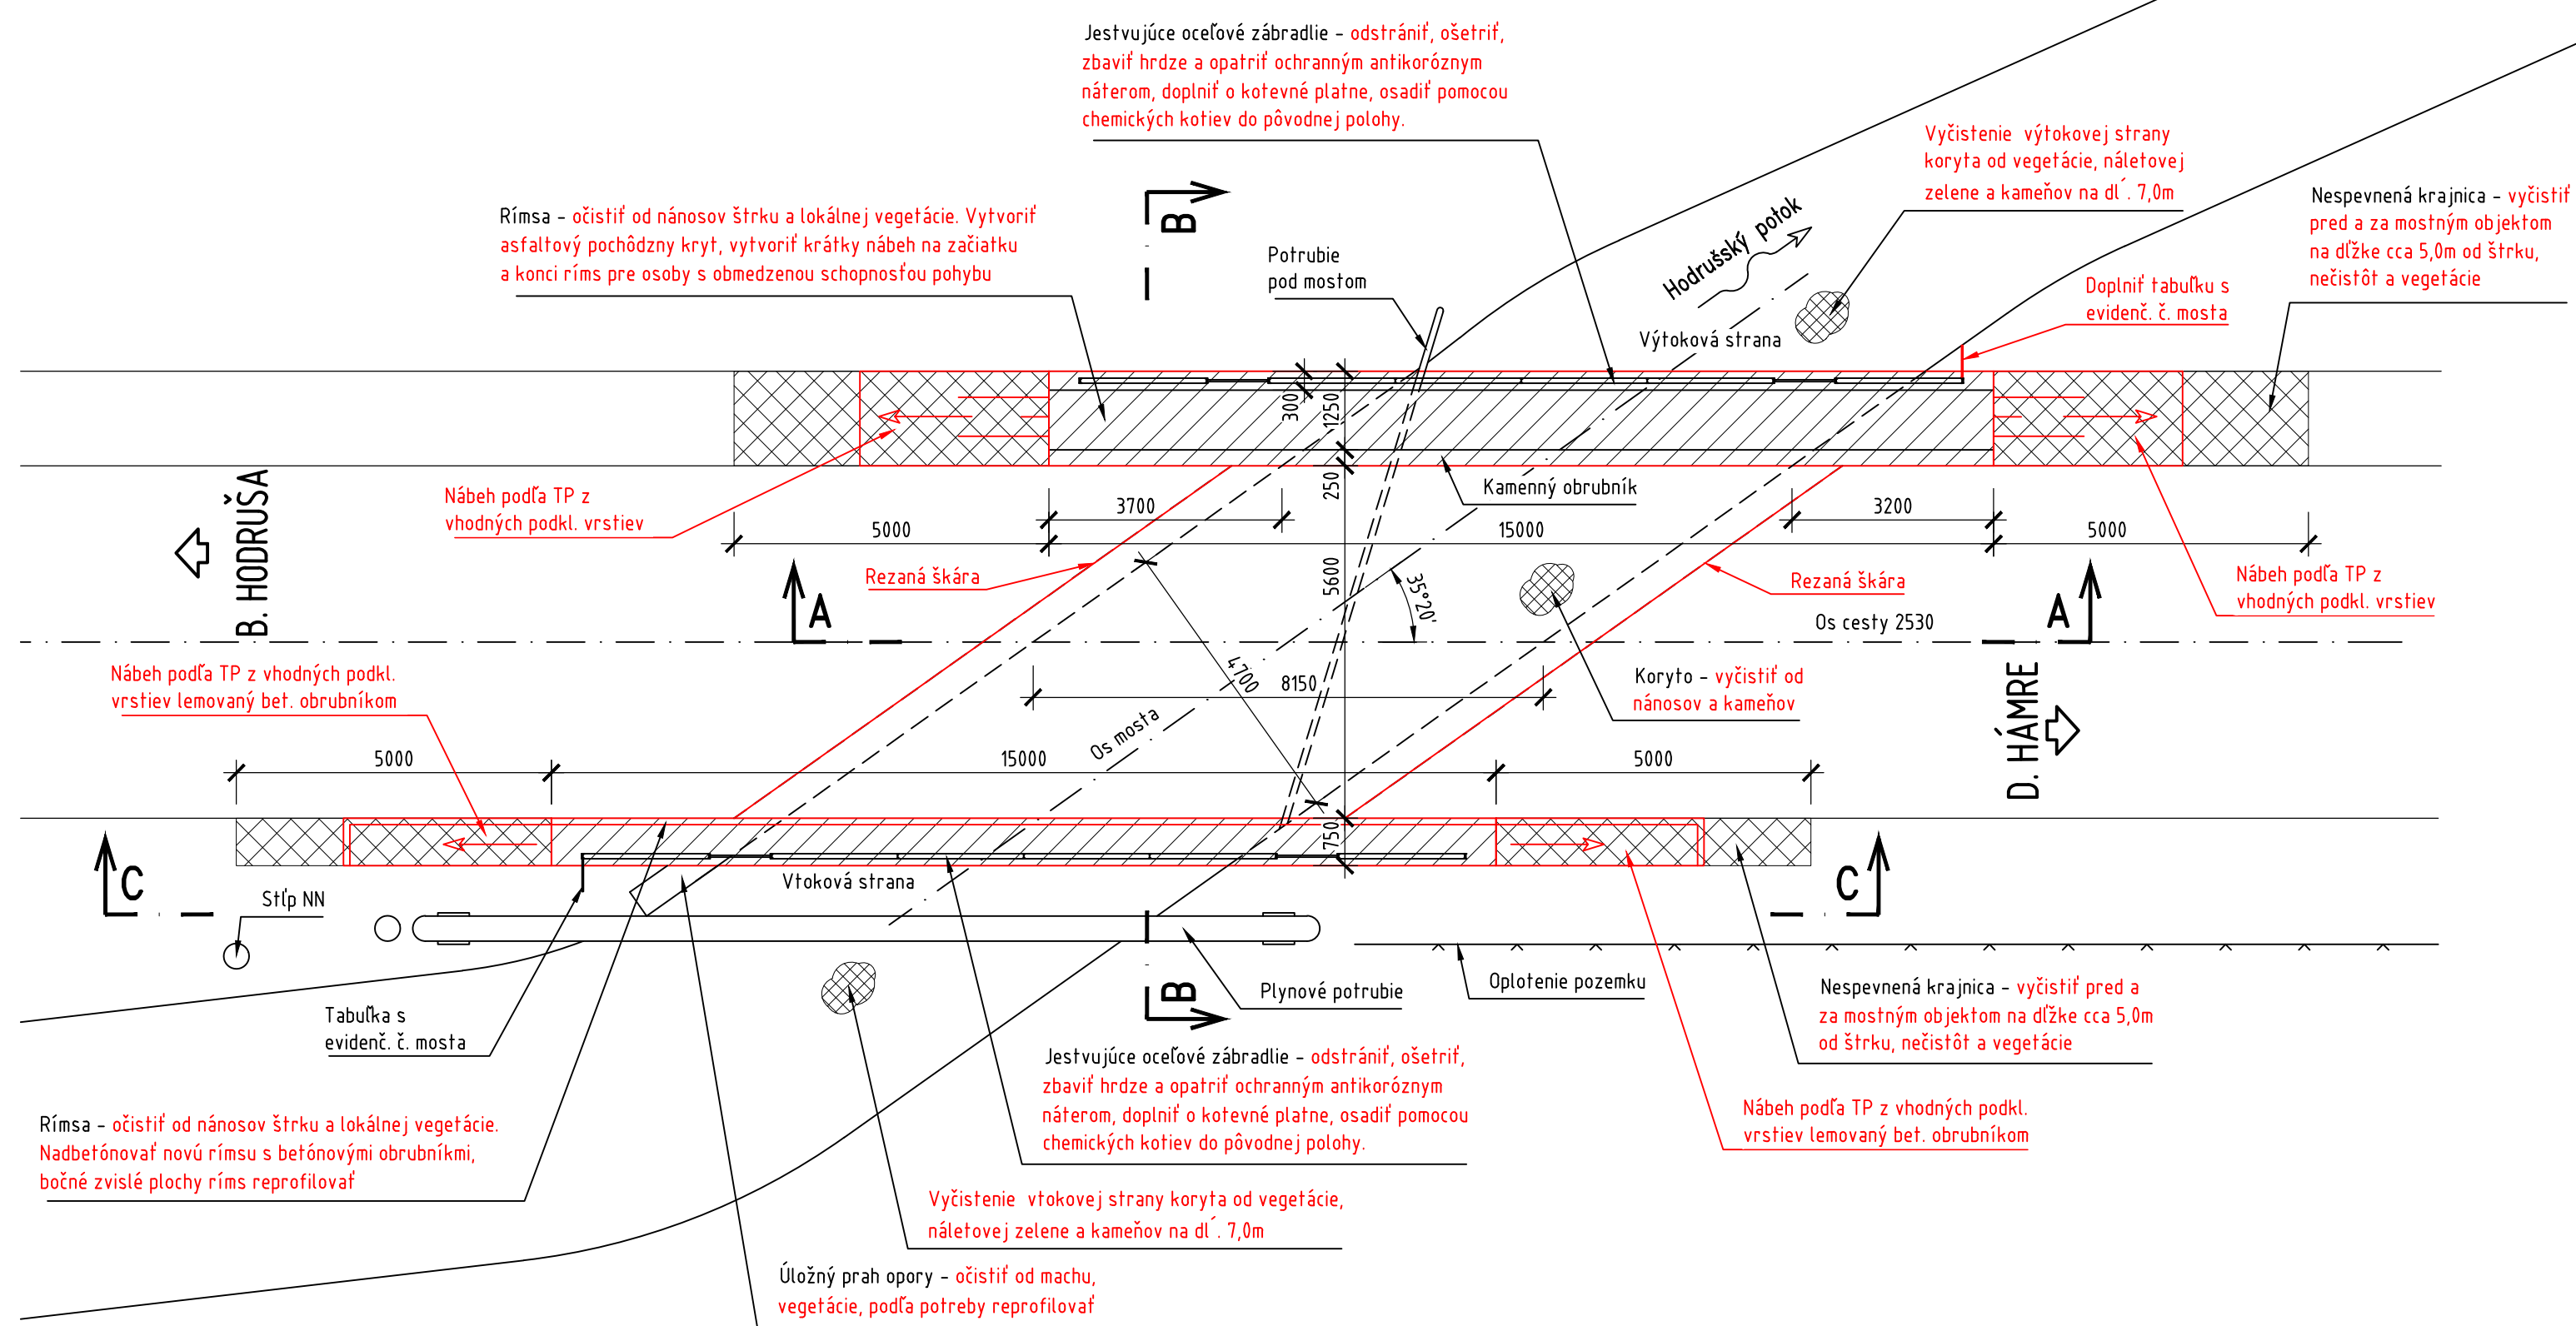 Jestvujúce oceľové zábradlie - odstrániť, ošetriť,
zbaviť hrdze a opatriť ochranným antikoróznym
náterom, doplniť o kotevné platne, osadiť pomocou
chemických kotiev do pôvodnej polohy.
Vyčistenie výtokovej strany
koryta od vegetácie, náletovej
zelene a kameňov na dĺ. 7,0m
Nespevnená krajnica - vyčistiť
pred a za mostným objektom
na dĺžke cca 5,0m od štrku,
nečistôt a vegetácie
Rímsa - očistiť od nánosov štrku a lokálnej vegetácie. Vytvoriť
asfaltový pochôdzny kryt, vytvoriť krátky nábeh na začiatku
a konci ríms pre osoby s obmedzenou schopnosťou pohybu
B
Potrubie
pod mostom
Hodrušský potok
Výtoková strana
Doplniť tabuľku s
evidenč. č. mosta
300
1250
250
Kamenný obrubník
Nábeh podľa TP z
vhodných podkl. vrstiev
3700
3200
5000
15000
5000
B. HODRUŠA
Rezaná škára
A
5600
35°20'
Rezaná škára
A
Nábeh podľa TP z
vhodných podkl. vrstiev
Os cesty 2530
Nábeh podľa TP z vhodných podkl.
vrstiev lemovaný bet. obrubníkom
4700
8150
Koryto - vyčistiť od
nánosov a kameňov
D. HÁMRE
Os mosta
5000
15000
5000
750
C
Vtoková strana
C
Stĺp NN
Tabuľka s
evidenč. č. mosta
B
Plynové potrubie
Oplotenie pozemku
Nespevnená krajnica - vyčistiť pred a
za mostným objektom na dĺžke cca 5,0m
od štrku, nečistôt a vegetácie
Jestvujúce oceľové zábradlie - odstrániť, ošetriť,
zbaviť hrdze a opatriť ochranným antikoróznym
náterom, doplniť o kotevné platne, osadiť pomocou
chemických kotiev do pôvodnej polohy.
Nábeh podľa TP z vhodných podkl.
vrstiev lemovaný bet. obrubníkom
Rímsa - očistiť od nánosov štrku a lokálnej vegetácie.
Nadbetónovať novú rímsu s betónovými obrubníkmi,
bočné zvislé plochy ríms reprofilovať
Vyčistenie vtokovej strany koryta od vegetácie,
náletovej zelene a kameňov na dĺ. 7,0m
Úložný prah opory - očistiť od machu,
vegetácie, podľa potreby reprofilovať